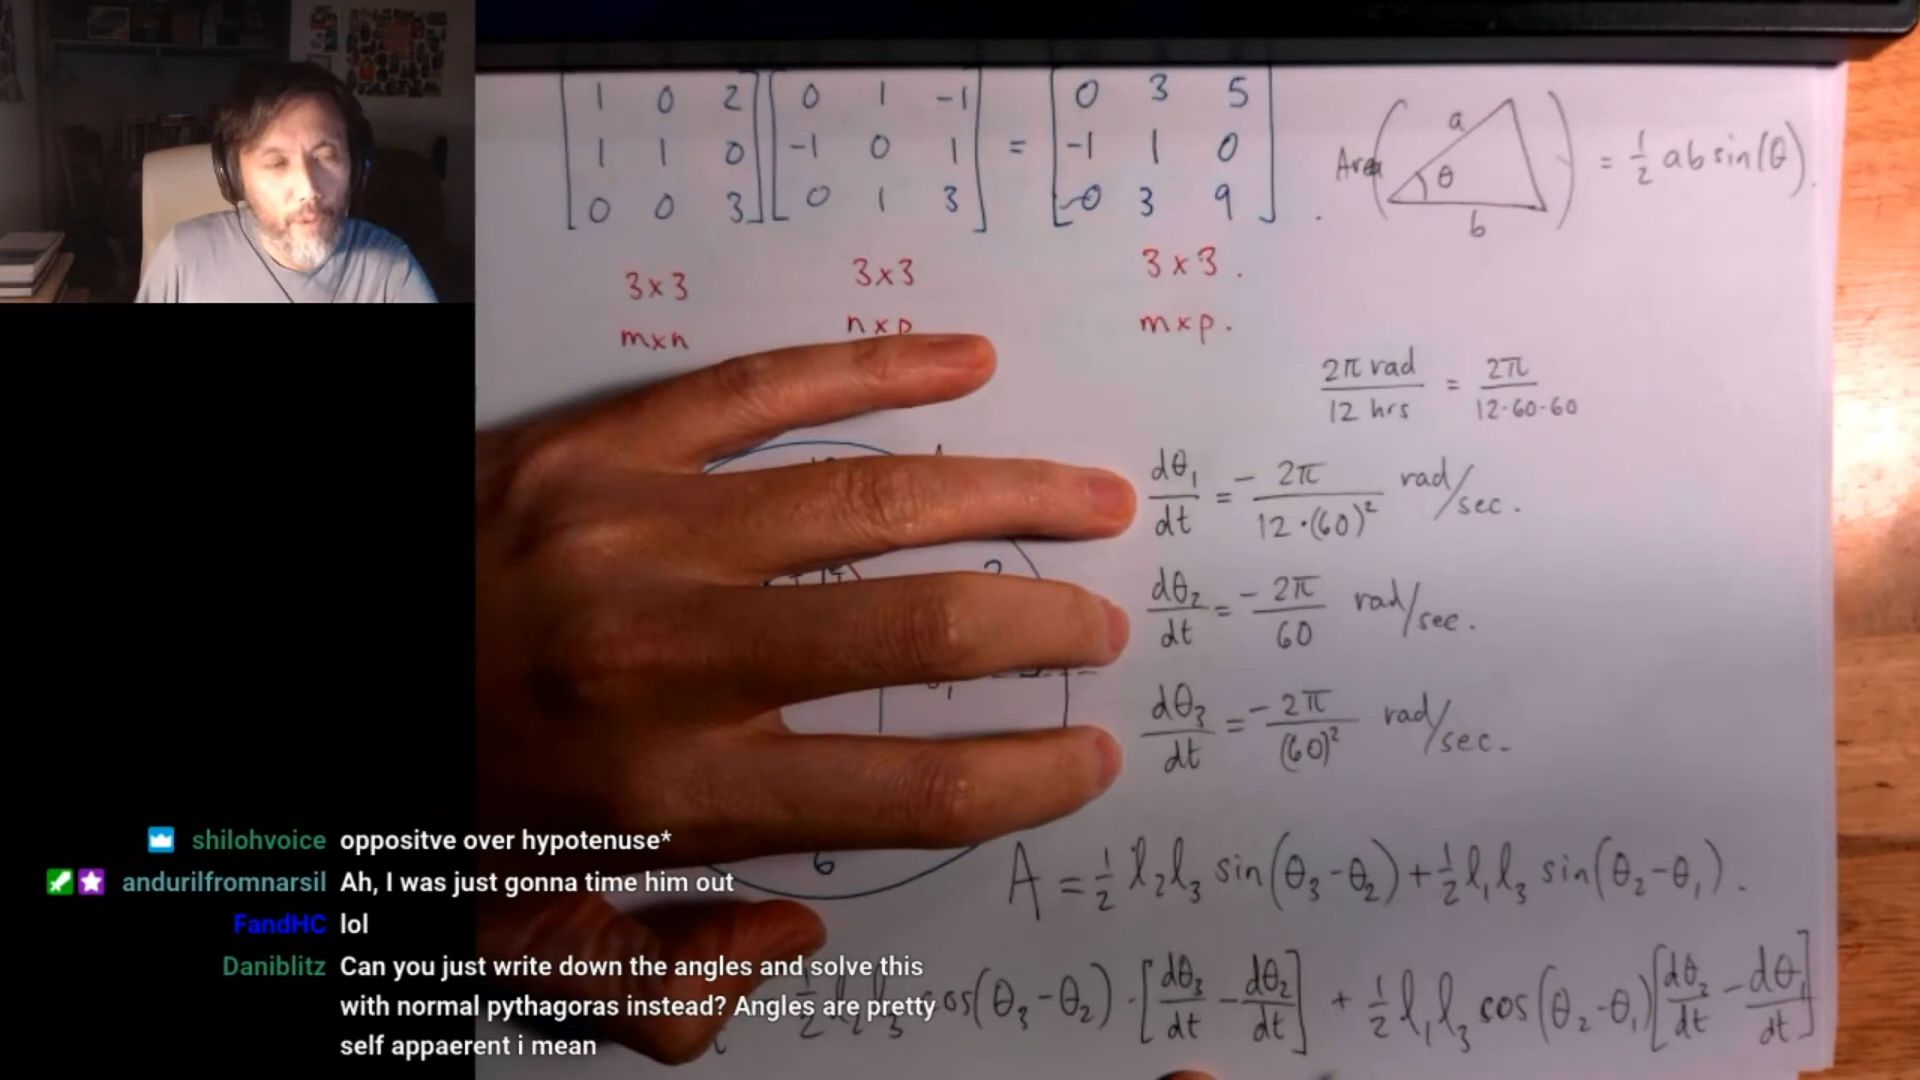 [1 0 2; 1 1 0; 0 0 3] [0 1 -1; -1 0 1; 0 1 3] = [0 3 5; -1 1 0; -0 3 9] .
Area ( a θ b ) = 1/2 ab sin(θ).
3x3 3x3 3x3.
mxn nxp mxp.
2π rad / 12 hrs = 2π / 12·60·60
dθ₁/dt = - 2π / 12·(60)² rad/sec.
2
dθ₂/dt = - 2π / 60 rad/sec.
dθ₃/dt = - 2π / (60)² rad/sec.
6
A = 1/2 l₂l₃ sin(θ₃-θ₂) + 1/2 l₁l₃ sin(θ₂-θ₁).
1/2 l₂l₃ cos(θ₃-θ₂)·[dθ₃/dt - dθ₂/dt] + 1/2 l₁l₃ cos(θ₂-θ₁)[dθ₂/dt - dθ₁/dt]
shilohvoice oppositve over hypotenuse*
andurilfromnarsil Ah, I was just gonna time him out
FandHC lol
Daniblitz Can you just write down the angles and solve this
with normal pythagoras instead? Angles are pretty
self appaerent i mean